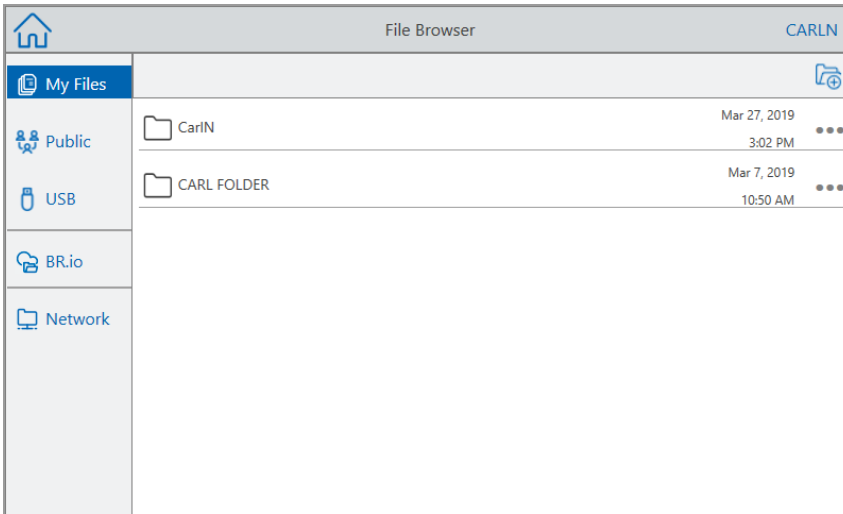 File Browser
CARLN
My Files
Public
USB
BR.io
Network
CarlN
Mar 27, 2019
3:02 PM
CARL FOLDER
Mar 7, 2019
10:50 AM